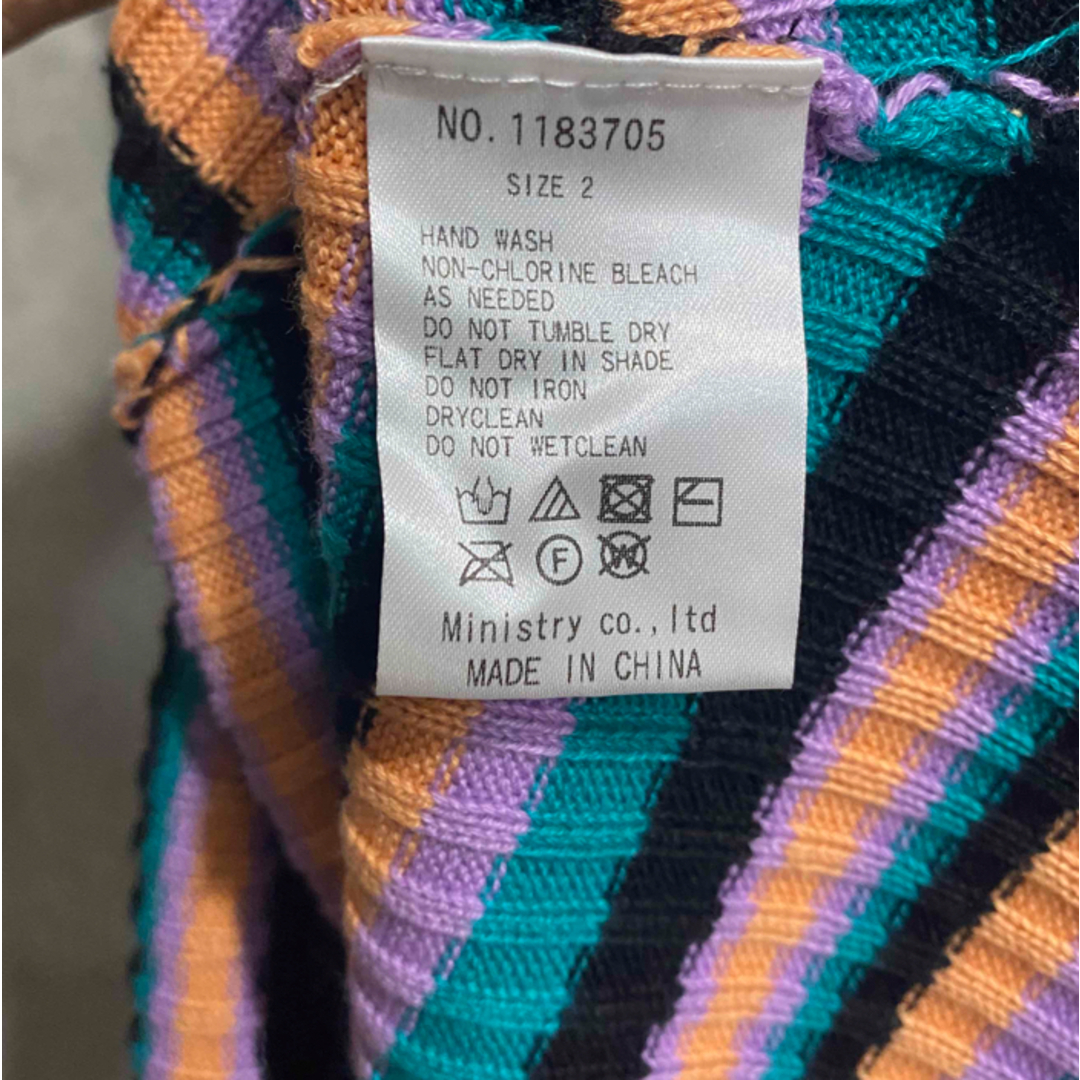 NO. 1183705
SIZE 2
HAND WASH
NON-CHLORINE BLEACH
AS NEEDED
DO NOT TUMBLE DRY
FLAT DRY IN SHADE
DO NOT IRON
DRYCLEAN
DO NOT WETCLEAN
F W
Ministry co.,ltd
MADE IN CHINA